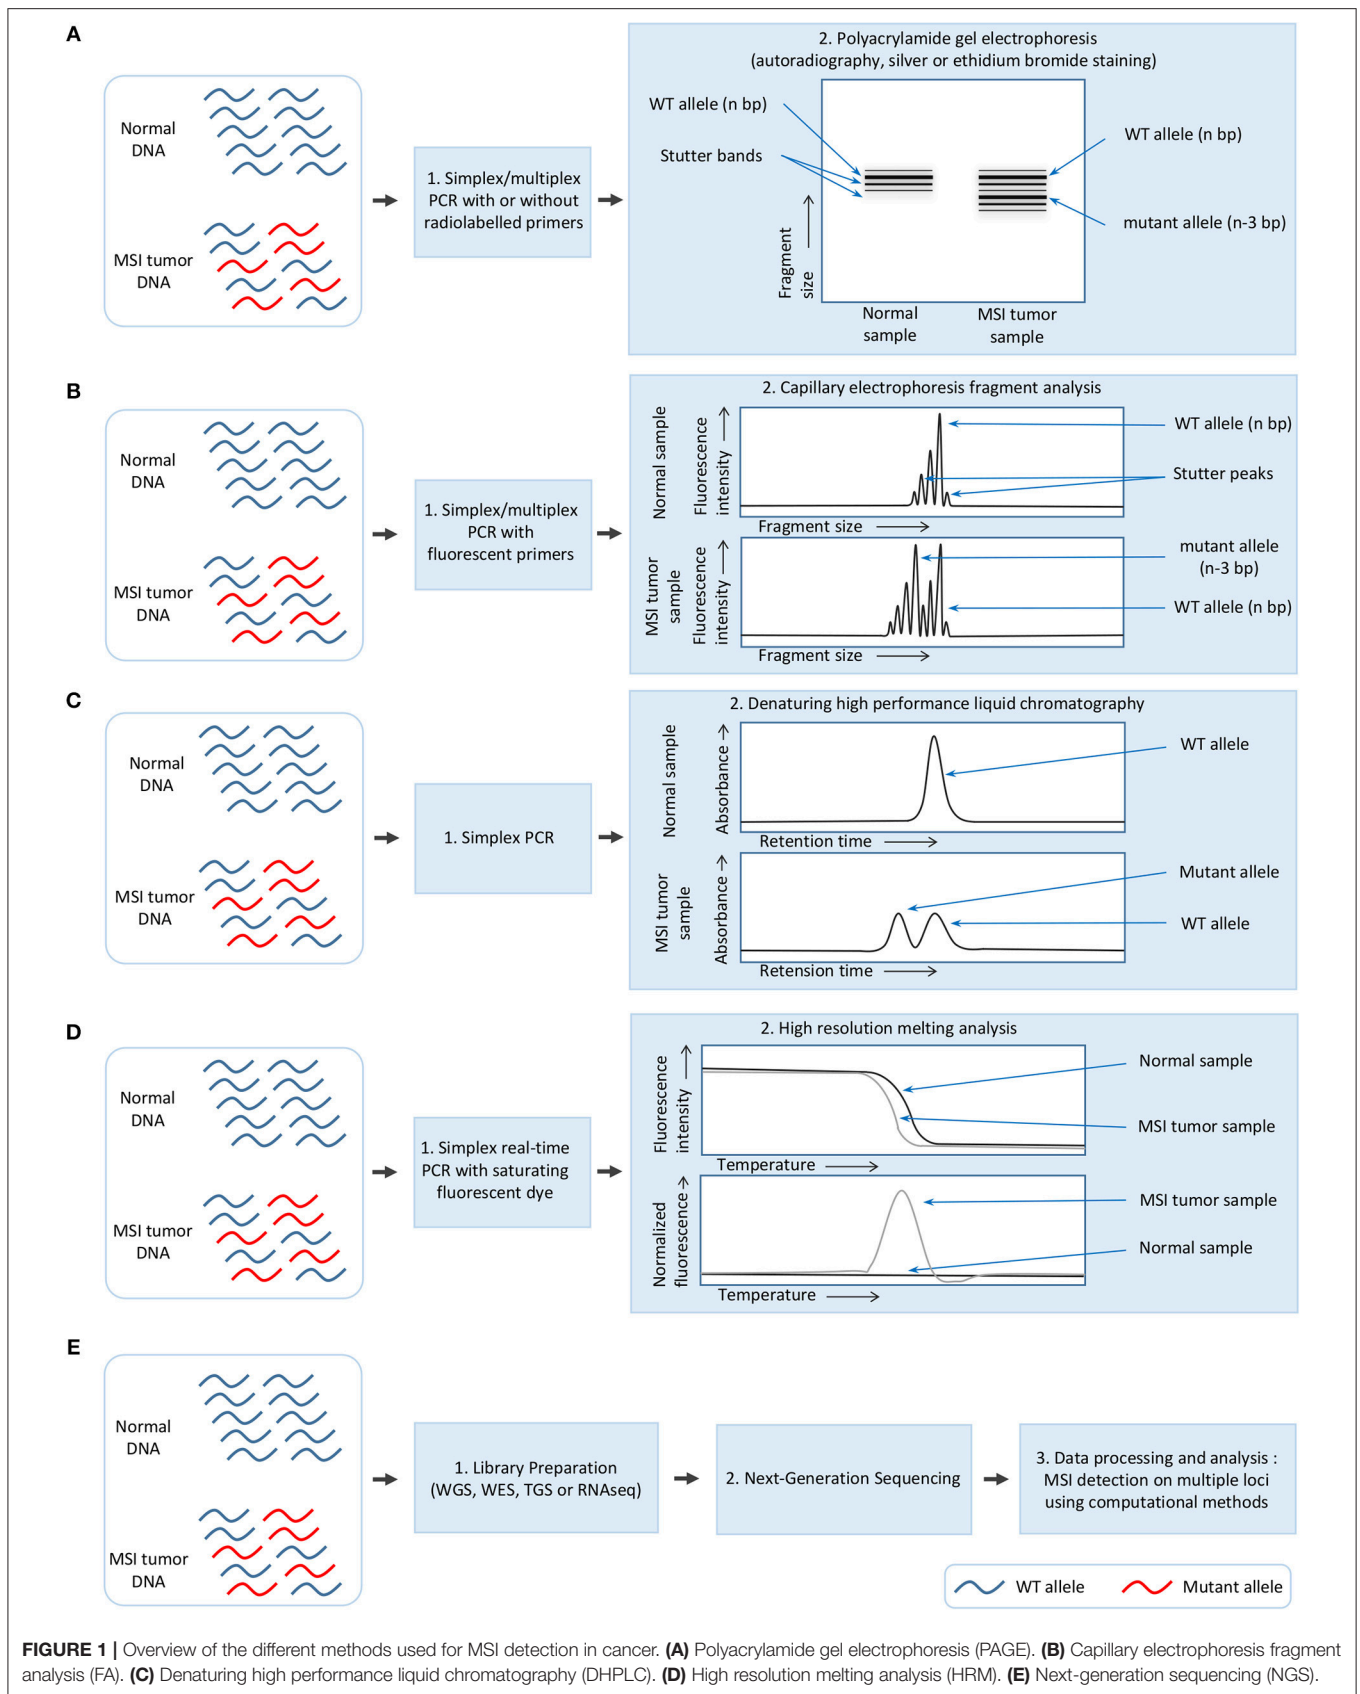 A
Normal
DNA
MSI tumor
DNA
1. Simplex/multiplex
PCR with or without
radiolabelled primers
2. Polyacrylamide gel electrophoresis
(autoradiography, silver or ethidium bromide staining)
WT allele (n bp)
Stutter bands
WT allele (n bp)
mutant allele (n-3 bp)
Fragment
size
Normal
sample
MSI tumor
sample
B
Normal
DNA
MSI tumor
DNA
1. Simplex/multiplex
PCR with
fluorescent primers
2. Capillary electrophoresis fragment analysis
Normal sample
Fluorescence
intensity
WT allele (n bp)
Stutter peaks
Fragment size
MSI tumor
sample
Fluorescence
intensity
mutant allele
(n-3 bp)
WT allele (n bp)
Fragment size
C
Normal
DNA
MSI tumor
DNA
1. Simplex PCR
2. Denaturing high performance liquid chromatography
Normal sample
Absorbance
WT allele
Retention time
MSI tumor
sample
Absorbance
Mutant allele
WT allele
Retension time
D
Normal
DNA
MSI tumor
DNA
1. Simplex real-time
PCR with saturating
fluorescent dye
2. High resolution melting analysis
Fluorescence
intensity
Normal sample
MSI tumor sample
Temperature
Normalized
fluorescence
MSI tumor sample
Normal sample
Temperature
E
Normal
DNA
MSI tumor
DNA
1. Library Preparation
(WGS, WES, TGS or RNAseq)
2. Next-Generation Sequencing
3. Data processing and analysis :
MSI detection on multiple loci
using computational methods
WT allele
Mutant allele
FIGURE 1 | Overview of the different methods used for MSI detection in cancer. (A) Polyacrylamide gel electrophoresis (PAGE). (B) Capillary electrophoresis fragment
analysis (FA). (C) Denaturing high performance liquid chromatography (DHPLC). (D) High resolution melting analysis (HRM). (E) Next-generation sequencing (NGS).